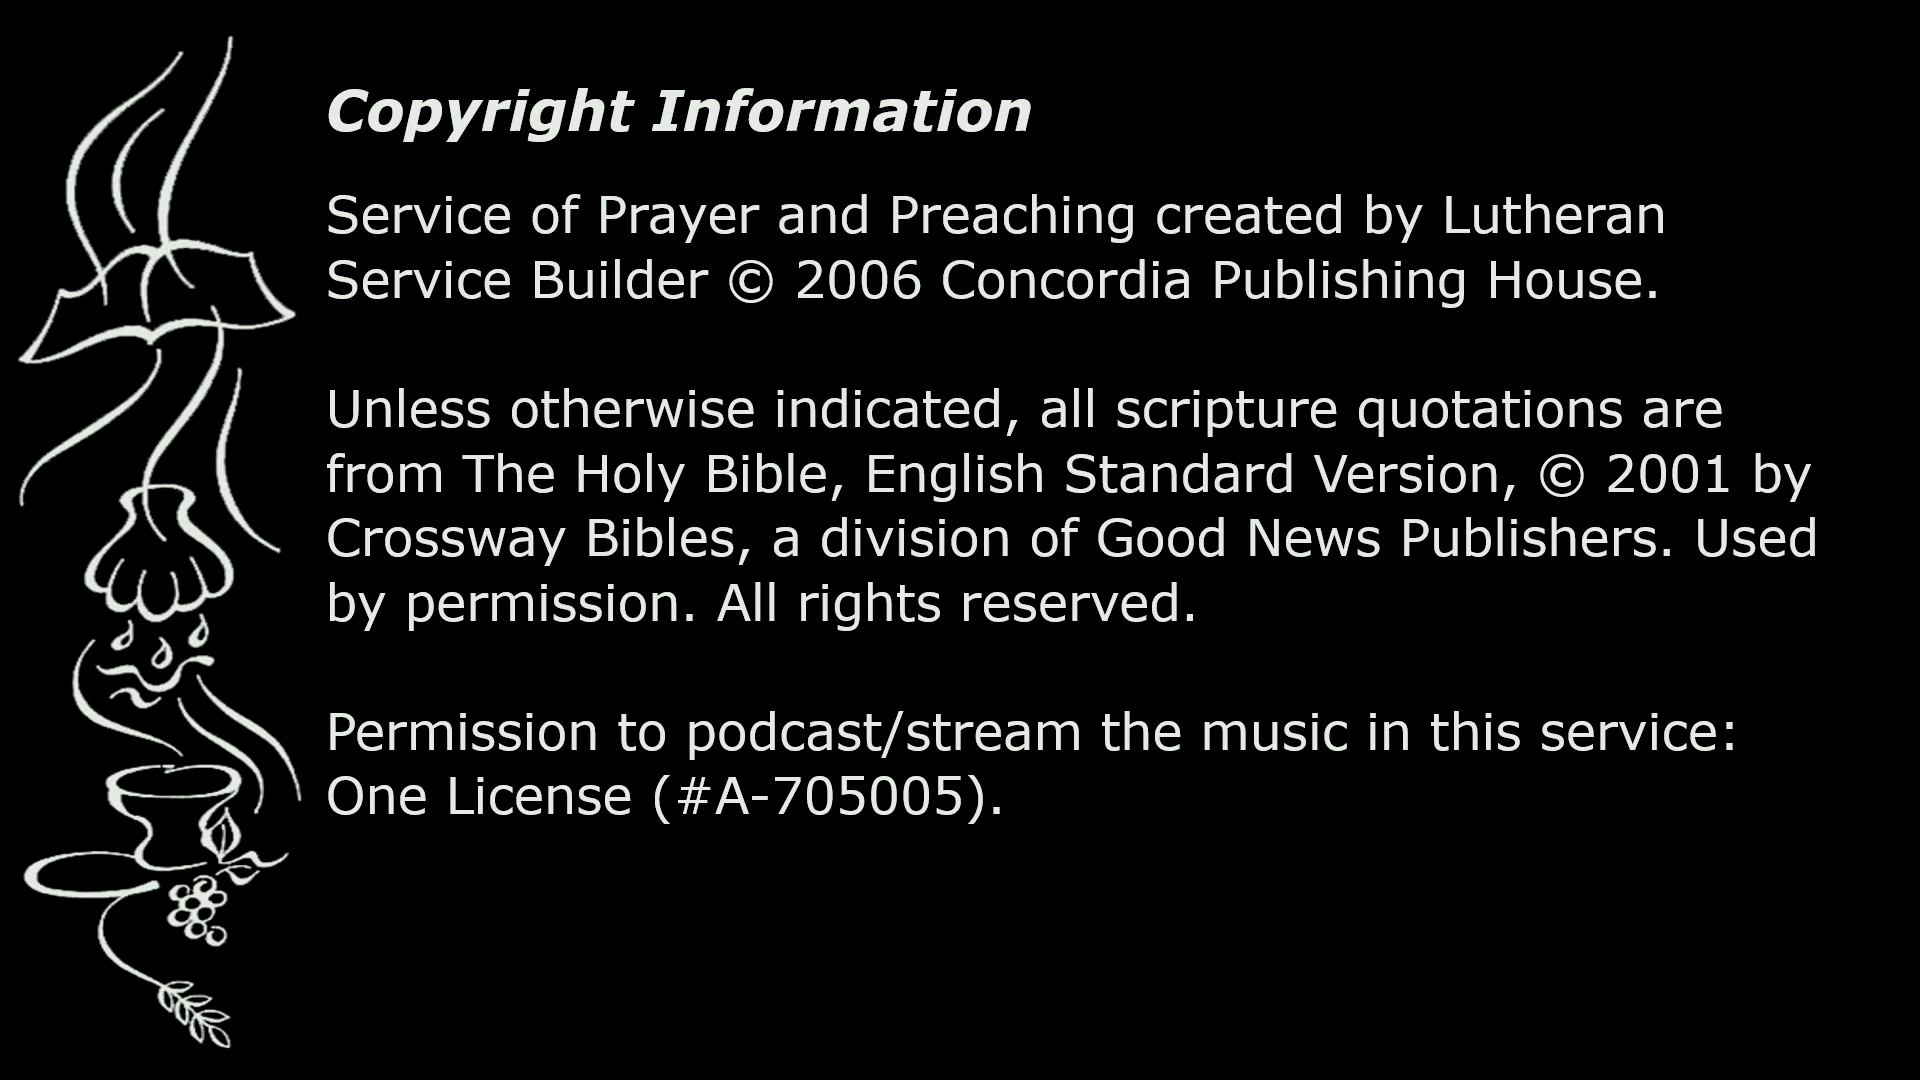 Copyright Information
Service of Prayer and Preaching created by Lutheran
Service Builder © 2006 Concordia Publishing House.
Unless otherwise indicated, all scripture quotations are
from The Holy Bible, English Standard Version, © 2001 by
Crossway Bibles, a division of Good News Publishers. Used
by permission. All rights reserved.
Permission to podcast/stream the music in this service:
One License (#A-705005).